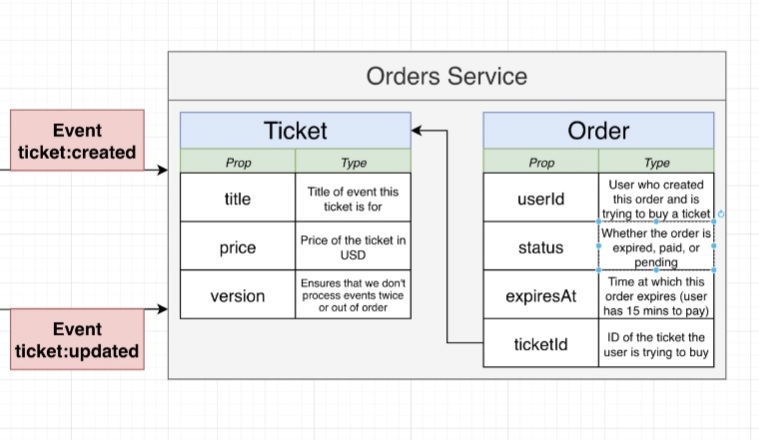 Orders Service
Event
ticket:created
Ticket
Prop
Type
title
Title of event this
ticket is for
price
Price of the ticket in
USD
version
Ensures that we don't
process events twice
or out of order
Event
ticket:updated
Order
Prop
Type
userId
User who created
this order and is
trying to buy a ticket
status
Whether the order is
expired, paid, or
pending
expiresAt
Time at which this
order expires (user
has 15 mins to pay)
ticketId
ID of the ticket the
user is trying to buy